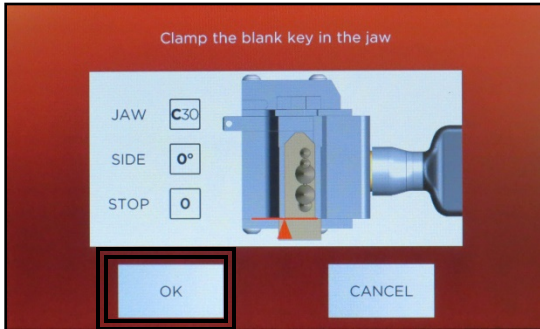 Clamp the blank key in the jaw
JAW C30
SIDE 0°
STOP 0
OK CANCEL